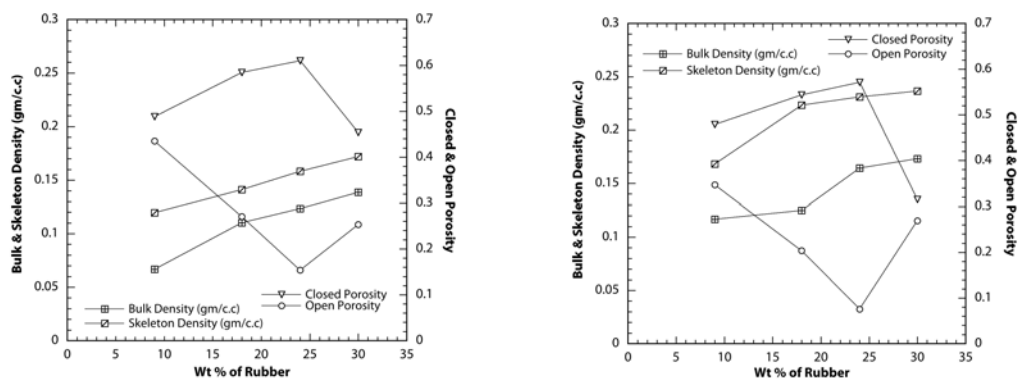 0.3
0.25
0.2
0.15
0.1
0.05
0
Bulk & Skeleton Density (gm/c.c)
0.7
0.6
0.5
0.4
0.3
0.2
0.1
0
Closed & Open Porosity
Bulk Density (gm/c.c)
Skeleton Density (gm/c.c)
Closed Porosity
Open Porosity
0 5 10 15 20 25 30 35
Wt % of Rubber
0.3
0.25
0.2
0.15
0.1
0.05
0
Bulk & Skeleton Density (gm/c.c)
0.7
0.6
0.5
0.4
0.3
0.2
0.1
0
Closed & Open Porosity
Bulk Density (gm/c.c)
Skeleton Density (gm/c.c)
Closed Porosity
Open Porosity
0 5 10 15 20 25 30 35
Wt % of Rubber